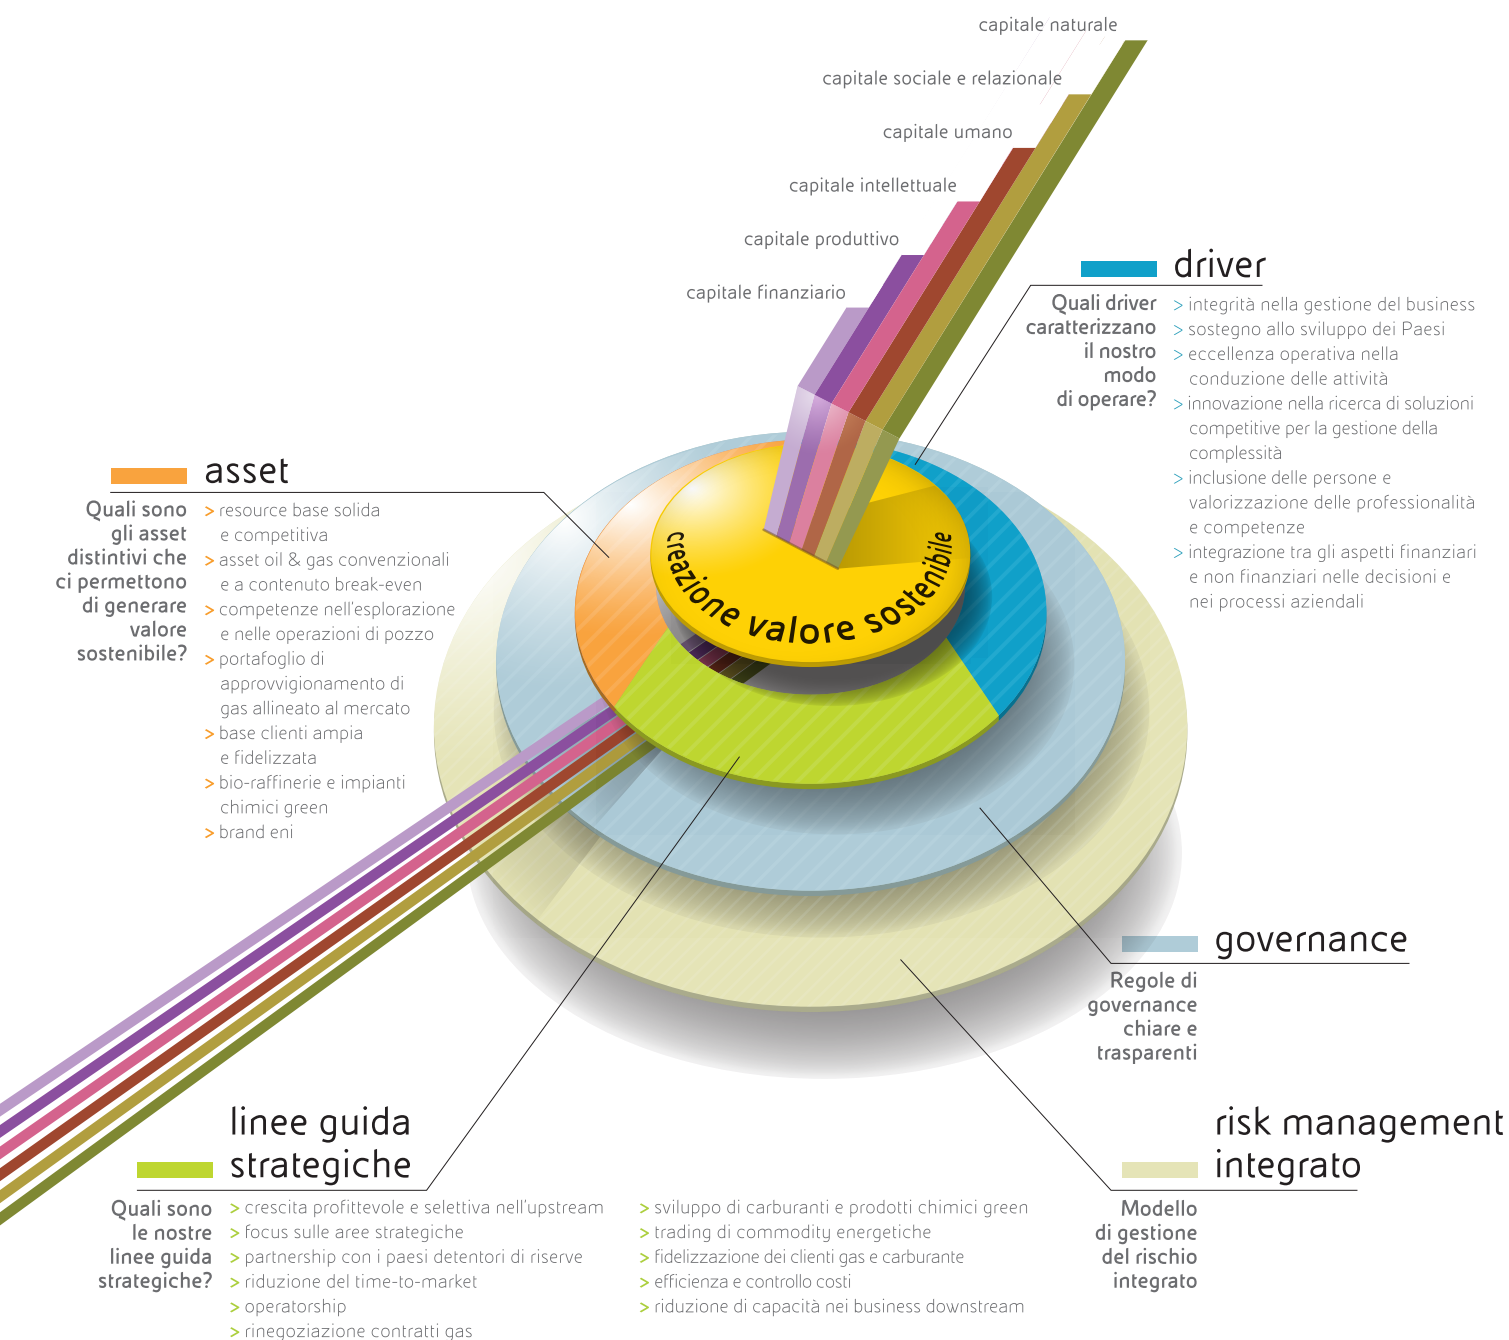 capitale naturale
capitale sociale e relazionale
capitale umano
capitale intellettuale
capitale produttivo
capitale finanziario
driver
Quali driver
caratterizzano
il nostro
modo
di operare?
> integrità nella gestione del business
> sostegno allo sviluppo dei Paesi
> eccellenza operativa nella
conduzione delle attività
> innovazione nella ricerca di soluzioni
competitive per la gestione della
complessità
> inclusione delle persone e
valorizzazione delle professionalità
e competenze
> integrazione tra gli aspetti finanziari
e non finanziari nelle decisioni e
nei processi aziendali
asset
Quali sono
gli asset
distintivi che
ci permettono
di generare
valore
sostenibile?
> resource base solida
e competitiva
> asset oil & gas convenzionali
e a contenuto break-even
> competenze nell'esplorazione
e nelle operazioni di pozzo
> portafoglio di
approvvigionamento di
gas allineato al mercato
> base clienti ampia
e fidelizzata
> bio-raffinerie e impianti
chimici green
> brand eni
creazione valore sostenibile
governance
Regole di
governance
chiare e
trasparenti
linee guida
strategiche
Quali sono
le nostre
linee guida
strategiche?
> crescita profittevole e selettiva nell'upstream
> focus sulle aree strategiche
> partnership con i paesi detentori di riserve
> riduzione del time-to-market
> operatorship
> rinegoziazione contratti gas
> sviluppo di carburanti e prodotti chimici green
> trading di commodity energetiche
> fidelizzazione dei clienti gas e carburante
> efficienza e controllo costi
> riduzione di capacità nei business downstream
risk management
integrato
Modello
di gestione
del rischio
integrato